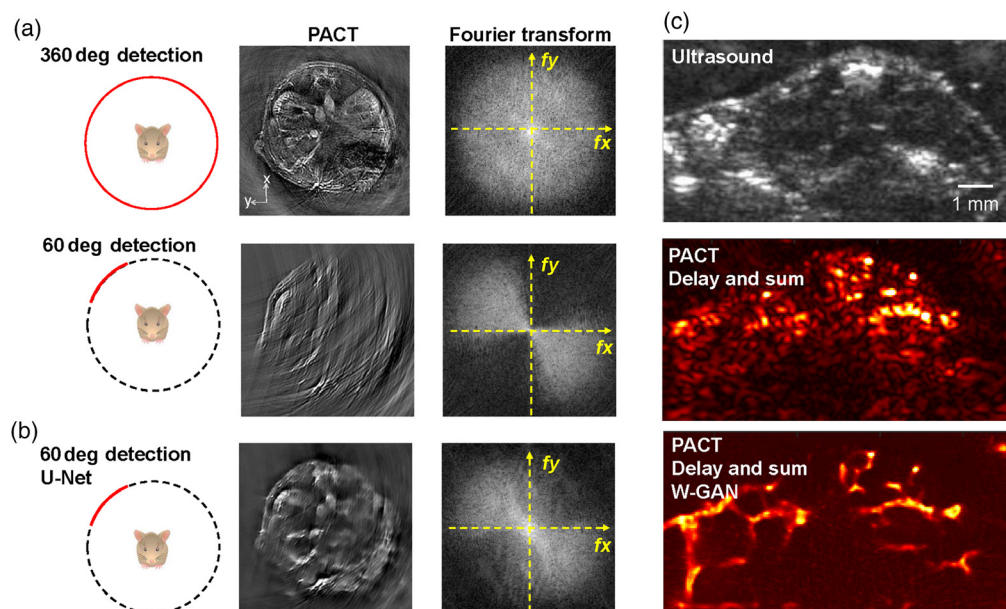 (a)
360 deg detection
PACT
Fourier transform
fy
fx
x
y
60 deg detection
fy
fx
(b)
60 deg detection
U-Net
fy
fx
(c)
Ultrasound
1 mm
PACT
Delay and sum
PACT
Delay and sum
W-GAN